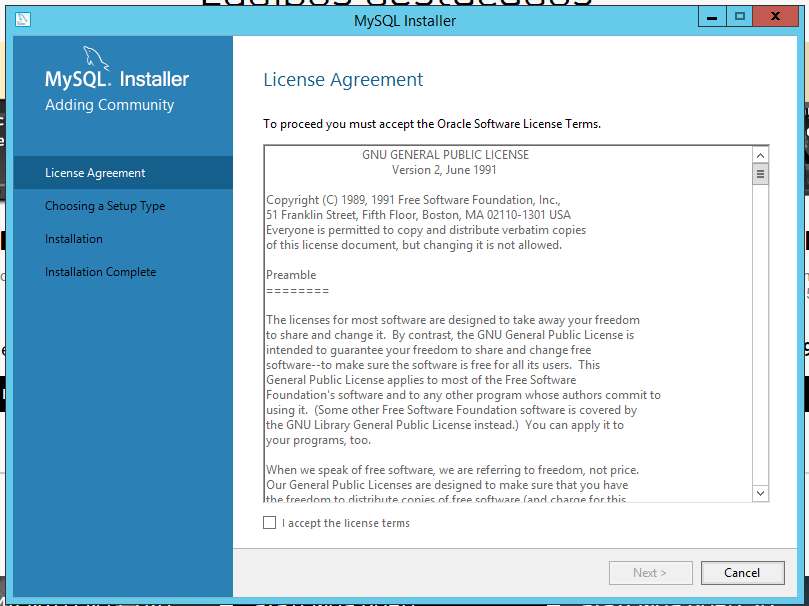 Equipos destacados
MySQL Installer
MySQL. Installer
Adding Community
License Agreement
Choosing a Setup Type
Installation
Installation Complete
License Agreement
To proceed you must accept the Oracle Software License Terms.
GNU GENERAL PUBLIC LICENSE
Version 2, June 1991
Copyright (C) 1989, 1991 Free Software Foundation, Inc.,
51 Franklin Street, Fifth Floor, Boston, MA 02110-1301 USA
Everyone is permitted to copy and distribute verbatim copies
of this license document, but changing it is not allowed.
Preamble
========
The licenses for most software are designed to take away your freedom
to share and change it.  By contrast, the GNU General Public License is
intended to guarantee your freedom to share and change free
software--to make sure the software is free for all its users.  This
General Public License applies to most of the Free Software
Foundation's software and to any other program whose authors commit to
using it.  (Some other Free Software Foundation software is covered by
the GNU Library General Public License instead.)  You can apply it to
your programs, too.
When we speak of free software, we are referring to freedom, not price.
Our General Public Licenses are designed to make sure that you have
the freedom to distribute copies of free software (and charge for this
I accept the license terms
Next >
Cancel